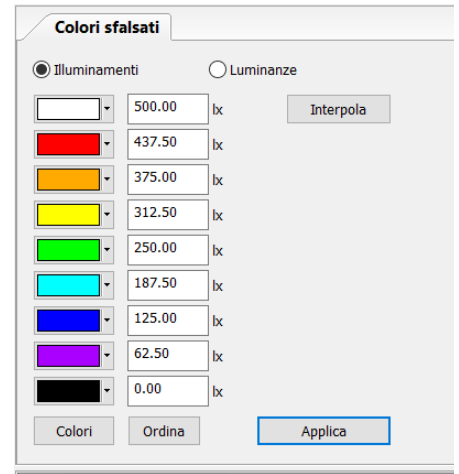 Colori sfalsati
Illuminamenti Luminanze
500.00 lx Interpola
437.50 lx
375.00 lx
312.50 lx
250.00 lx
187.50 lx
125.00 lx
62.50 lx
0.00 lx
Colori Ordina Applica